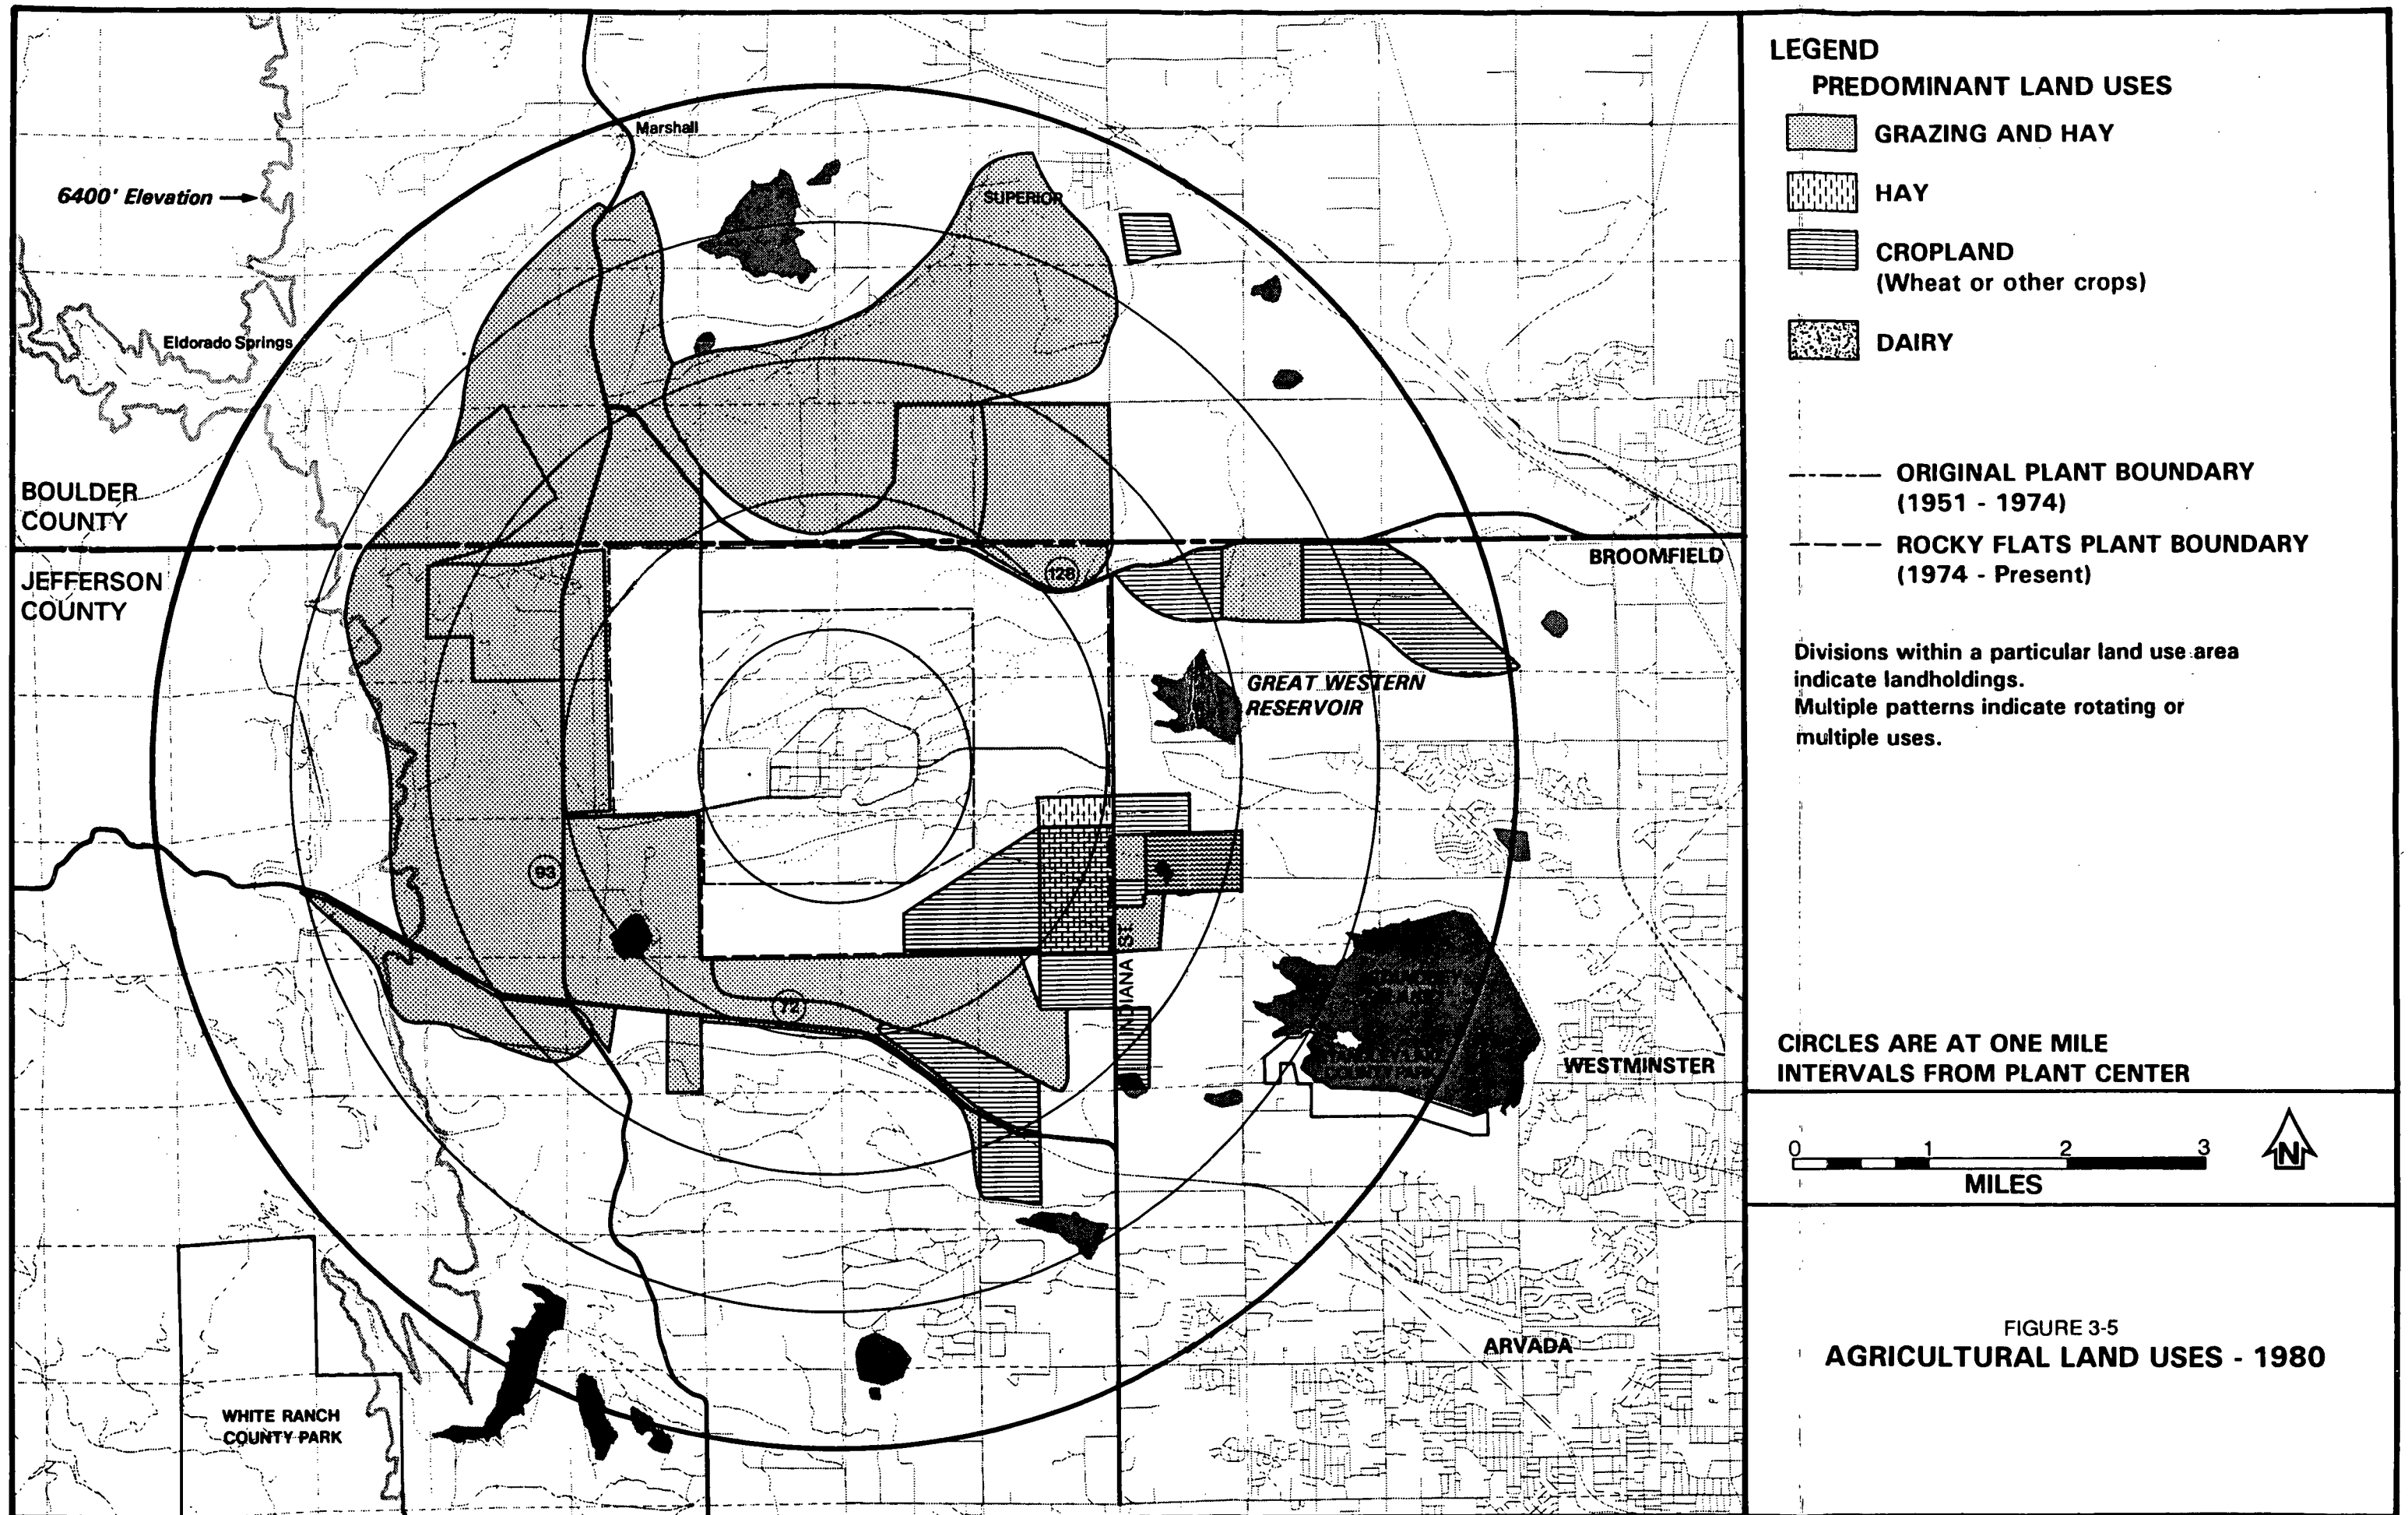 Marshall
6400' Elevation
SUPERIOR
Eldorado Springs
BOULDER
COUNTY
JEFFERSON
COUNTY
128
BROOMFIELD
GREAT WESTERN
RESERVOIR
93
72
INDIANA ST.
WESTMINSTER
ARVADA
WHITE RANCH
COUNTY PARK
LEGEND
PREDOMINANT LAND USES
GRAZING AND HAY
HAY
CROPLAND
(Wheat or other crops)
DAIRY
ORIGINAL PLANT BOUNDARY
(1951 - 1974)
ROCKY FLATS PLANT BOUNDARY
(1974 - Present)
Divisions within a particular land use area
indicate landholdings.
Multiple patterns indicate rotating or
multiple uses.
CIRCLES ARE AT ONE MILE
INTERVALS FROM PLANT CENTER
0 1 2 3
MILES
N
FIGURE 3-5
AGRICULTURAL LAND USES - 1980